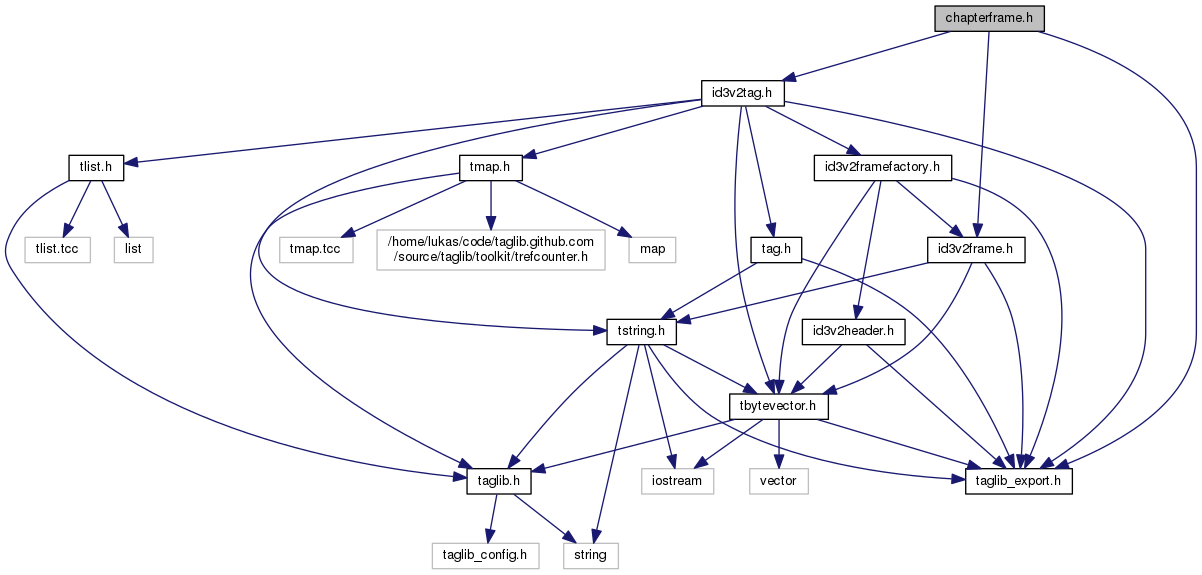 chapterframe.h
id3v2tag.h
tlist.h
tmap.h
id3v2framefactory.h
tlist.tcc
list
tmap.tcc
/home/lukas/code/taglib.github.com
/source/taglib/toolkit/trefcounter.h
map
tag.h
id3v2frame.h
tstring.h
id3v2header.h
tbytevector.h
taglib.h
iostream
vector
taglib_export.h
taglib_config.h
string